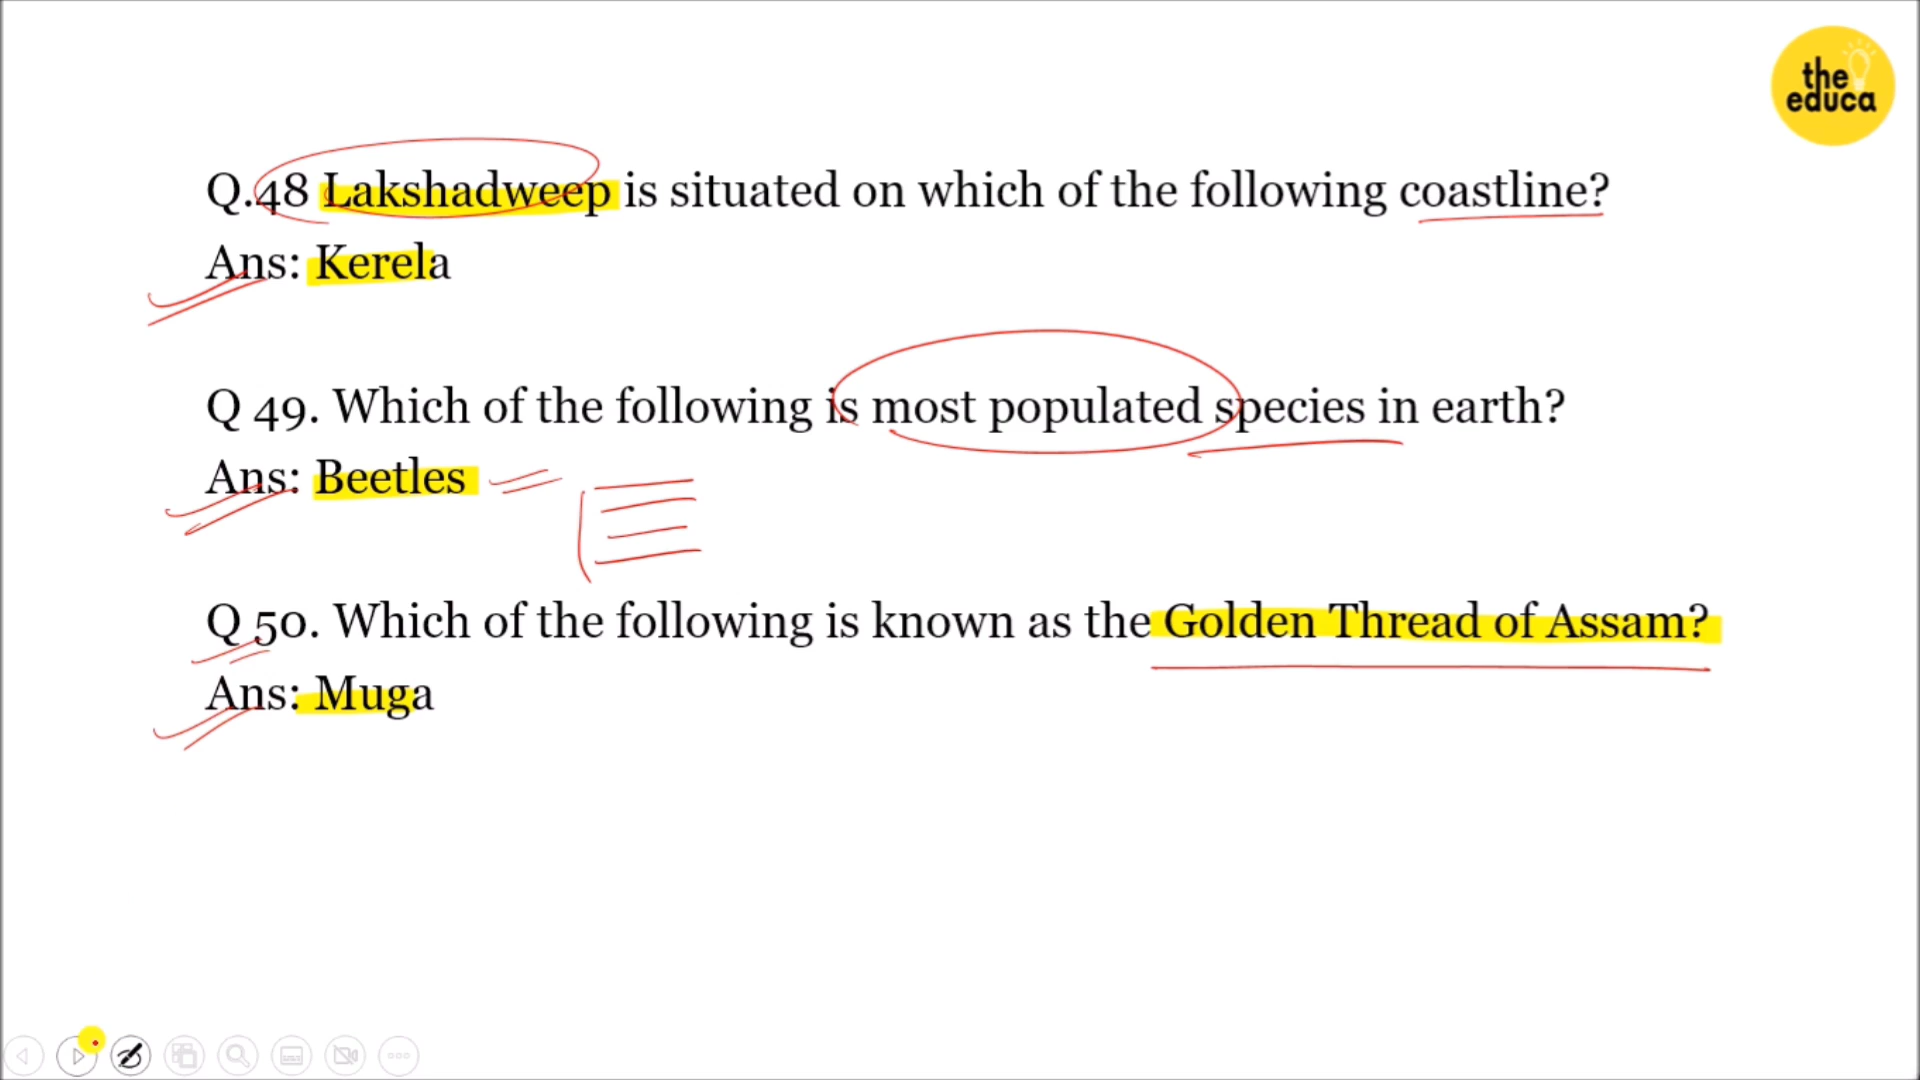 the
educa
Q.48 Lakshadweep is situated on which of the following coastline?
Ans: Kerela
Q 49. Which of the following is most populated species in earth?
Ans: Beetles
Q 50. Which of the following is known as the Golden Thread of Assam?
Ans: Muga